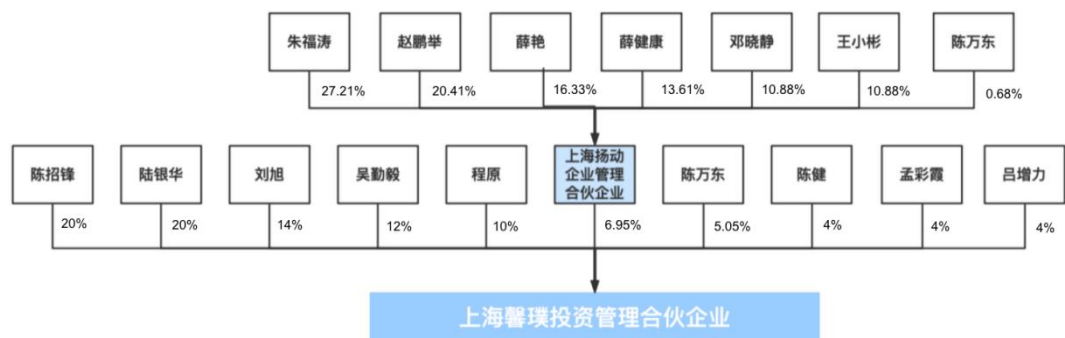 朱福涛 赵鹏举 薛艳 薛健康 邓晓静 王小彬 陈万东
27.21% 20.41% 16.33% 13.61% 10.88% 10.88% 0.68%
陈招锋 陆银华 刘旭 吴勤毅 程原 上海扬动 陈万东 陈健 孟彩霞 吕增力
企业管理
合伙企业
20% 20% 14% 12% 10% 6.95% 5.05% 4% 4% 4%
上海馨璞投资管理合伙企业